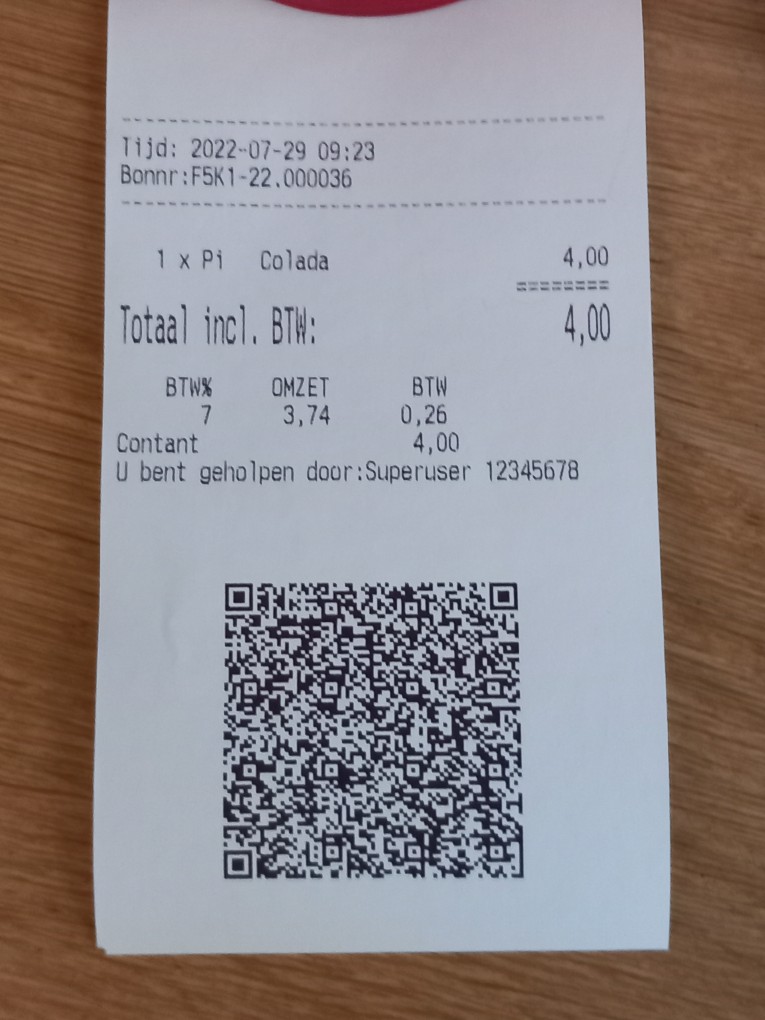 Tijd: 2022-07-29 09:23
Bonnr:F5K1-22.000036
1 x Pi Colada 4,00
========
Totaal incl. BTW: 4,00
BTW% OMZET BTW
7 3,74 0,26
Contant 4,00
U bent geholpen door:Superuser 12345678